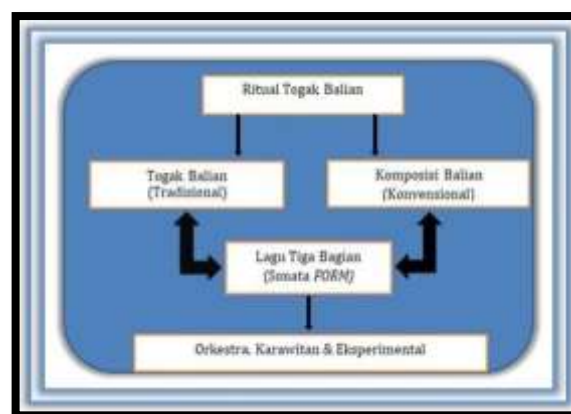 Ritual Togak Balian
Togak Balian
(Tradisional)
Komposisi Balian
(Konvensional)
Lagu Tiga Bagian
(Sonata FORM)
Orkestra, Karawitan & Eksperimental